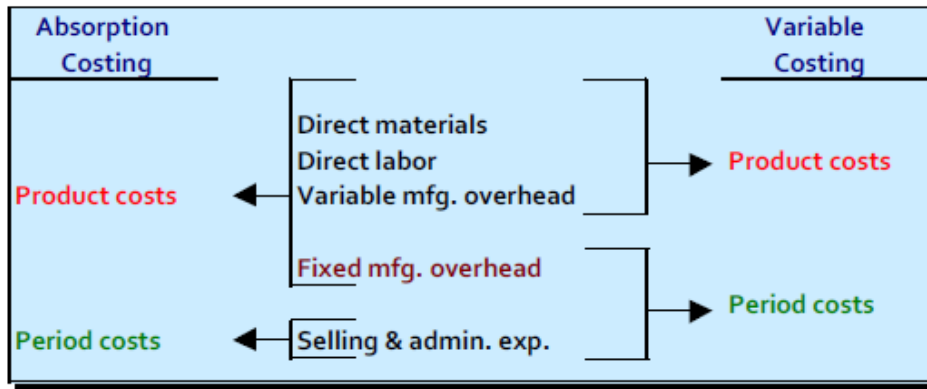 Absorption
Costing
Variable
Costing
Direct materials
Direct labor
Variable mfg. overhead
Product costs
Product costs
Fixed mfg. overhead
Period costs
Selling & admin. exp.
Period costs